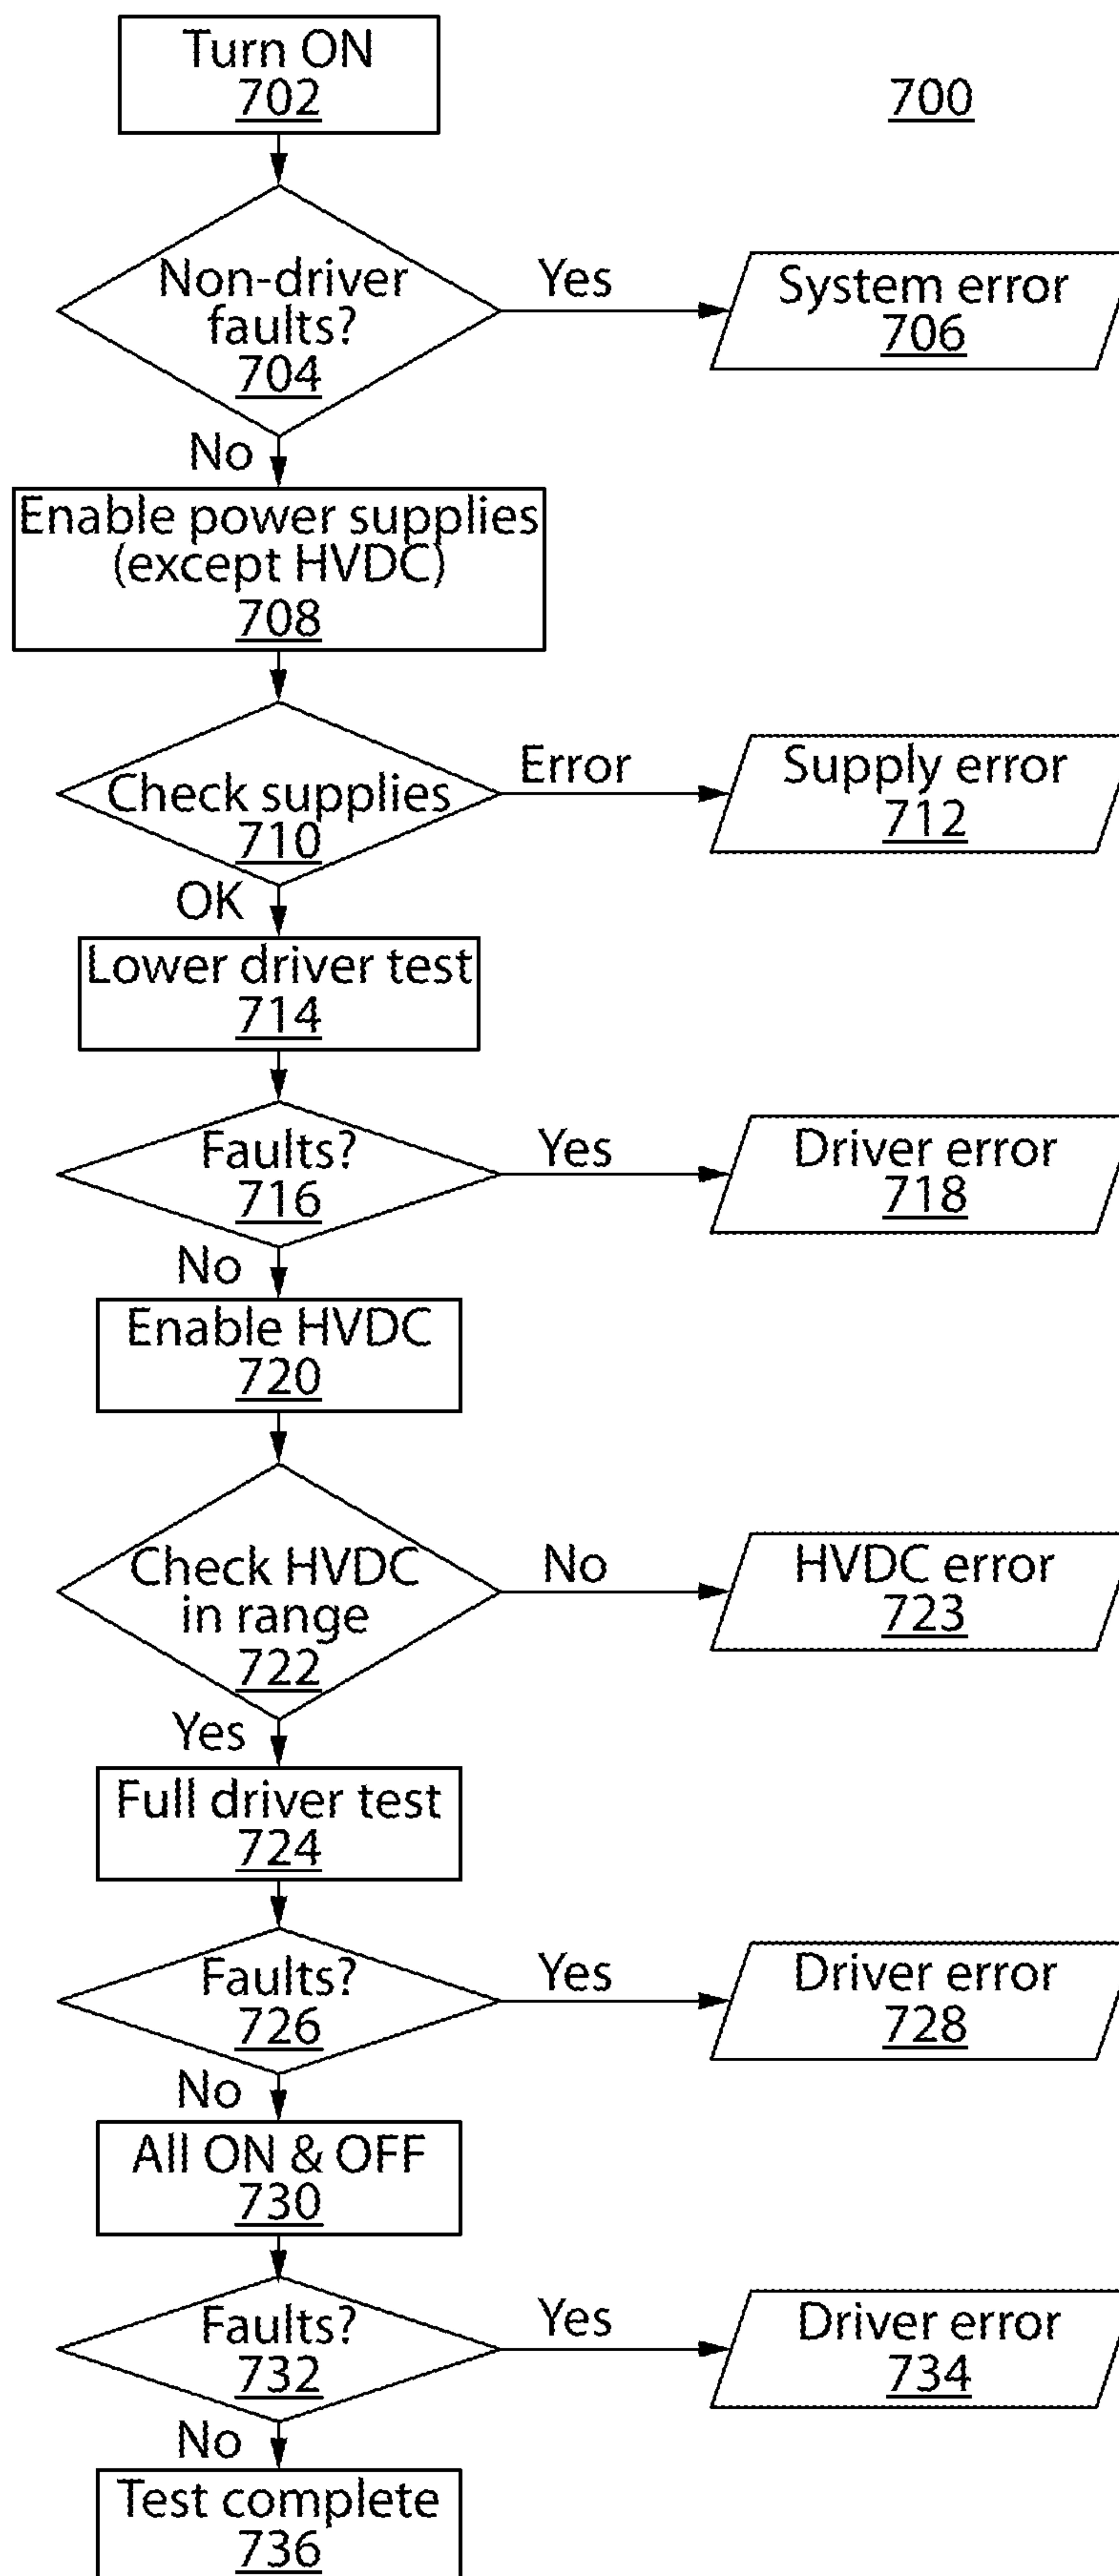 Turn ON
702
700
Non-driver
faults?
704
Yes
System error
706
No
Enable power supplies
(except HVDC)
708
Check supplies
710
Error
Supply error
712
OK
Lower driver test
714
Faults?
716
Yes
Driver error
718
No
Enable HVDC
720
Check HVDC
in range
722
No
HVDC error
723
Yes
Full driver test
724
Faults?
726
Yes
Driver error
728
No
All ON & OFF
730
Faults?
732
Yes
Driver error
734
No
Test complete
736